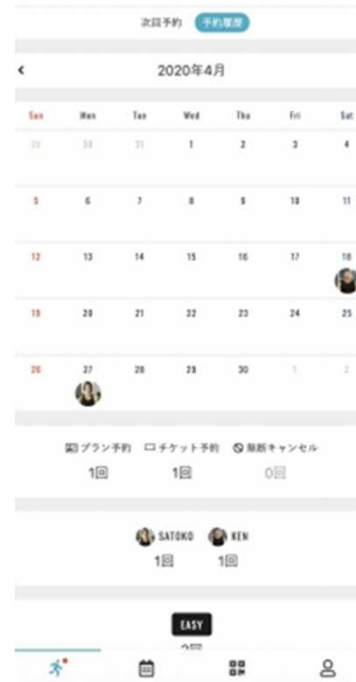 次回予約 予約履歴
2020年4月
Sun Mon Tue Wed Thu Fri Sat
29 30 31 1 2 3 4
5 6 7 8 9 10 11
12 13 14 15 16 17 18
19 20 21 22 23 24 25
26 27 28 29 30 1 2
プラン予約 チケット予約 無断キャンセル
1回 1回 0回
SATOKO KEN
1回 1回
EASY